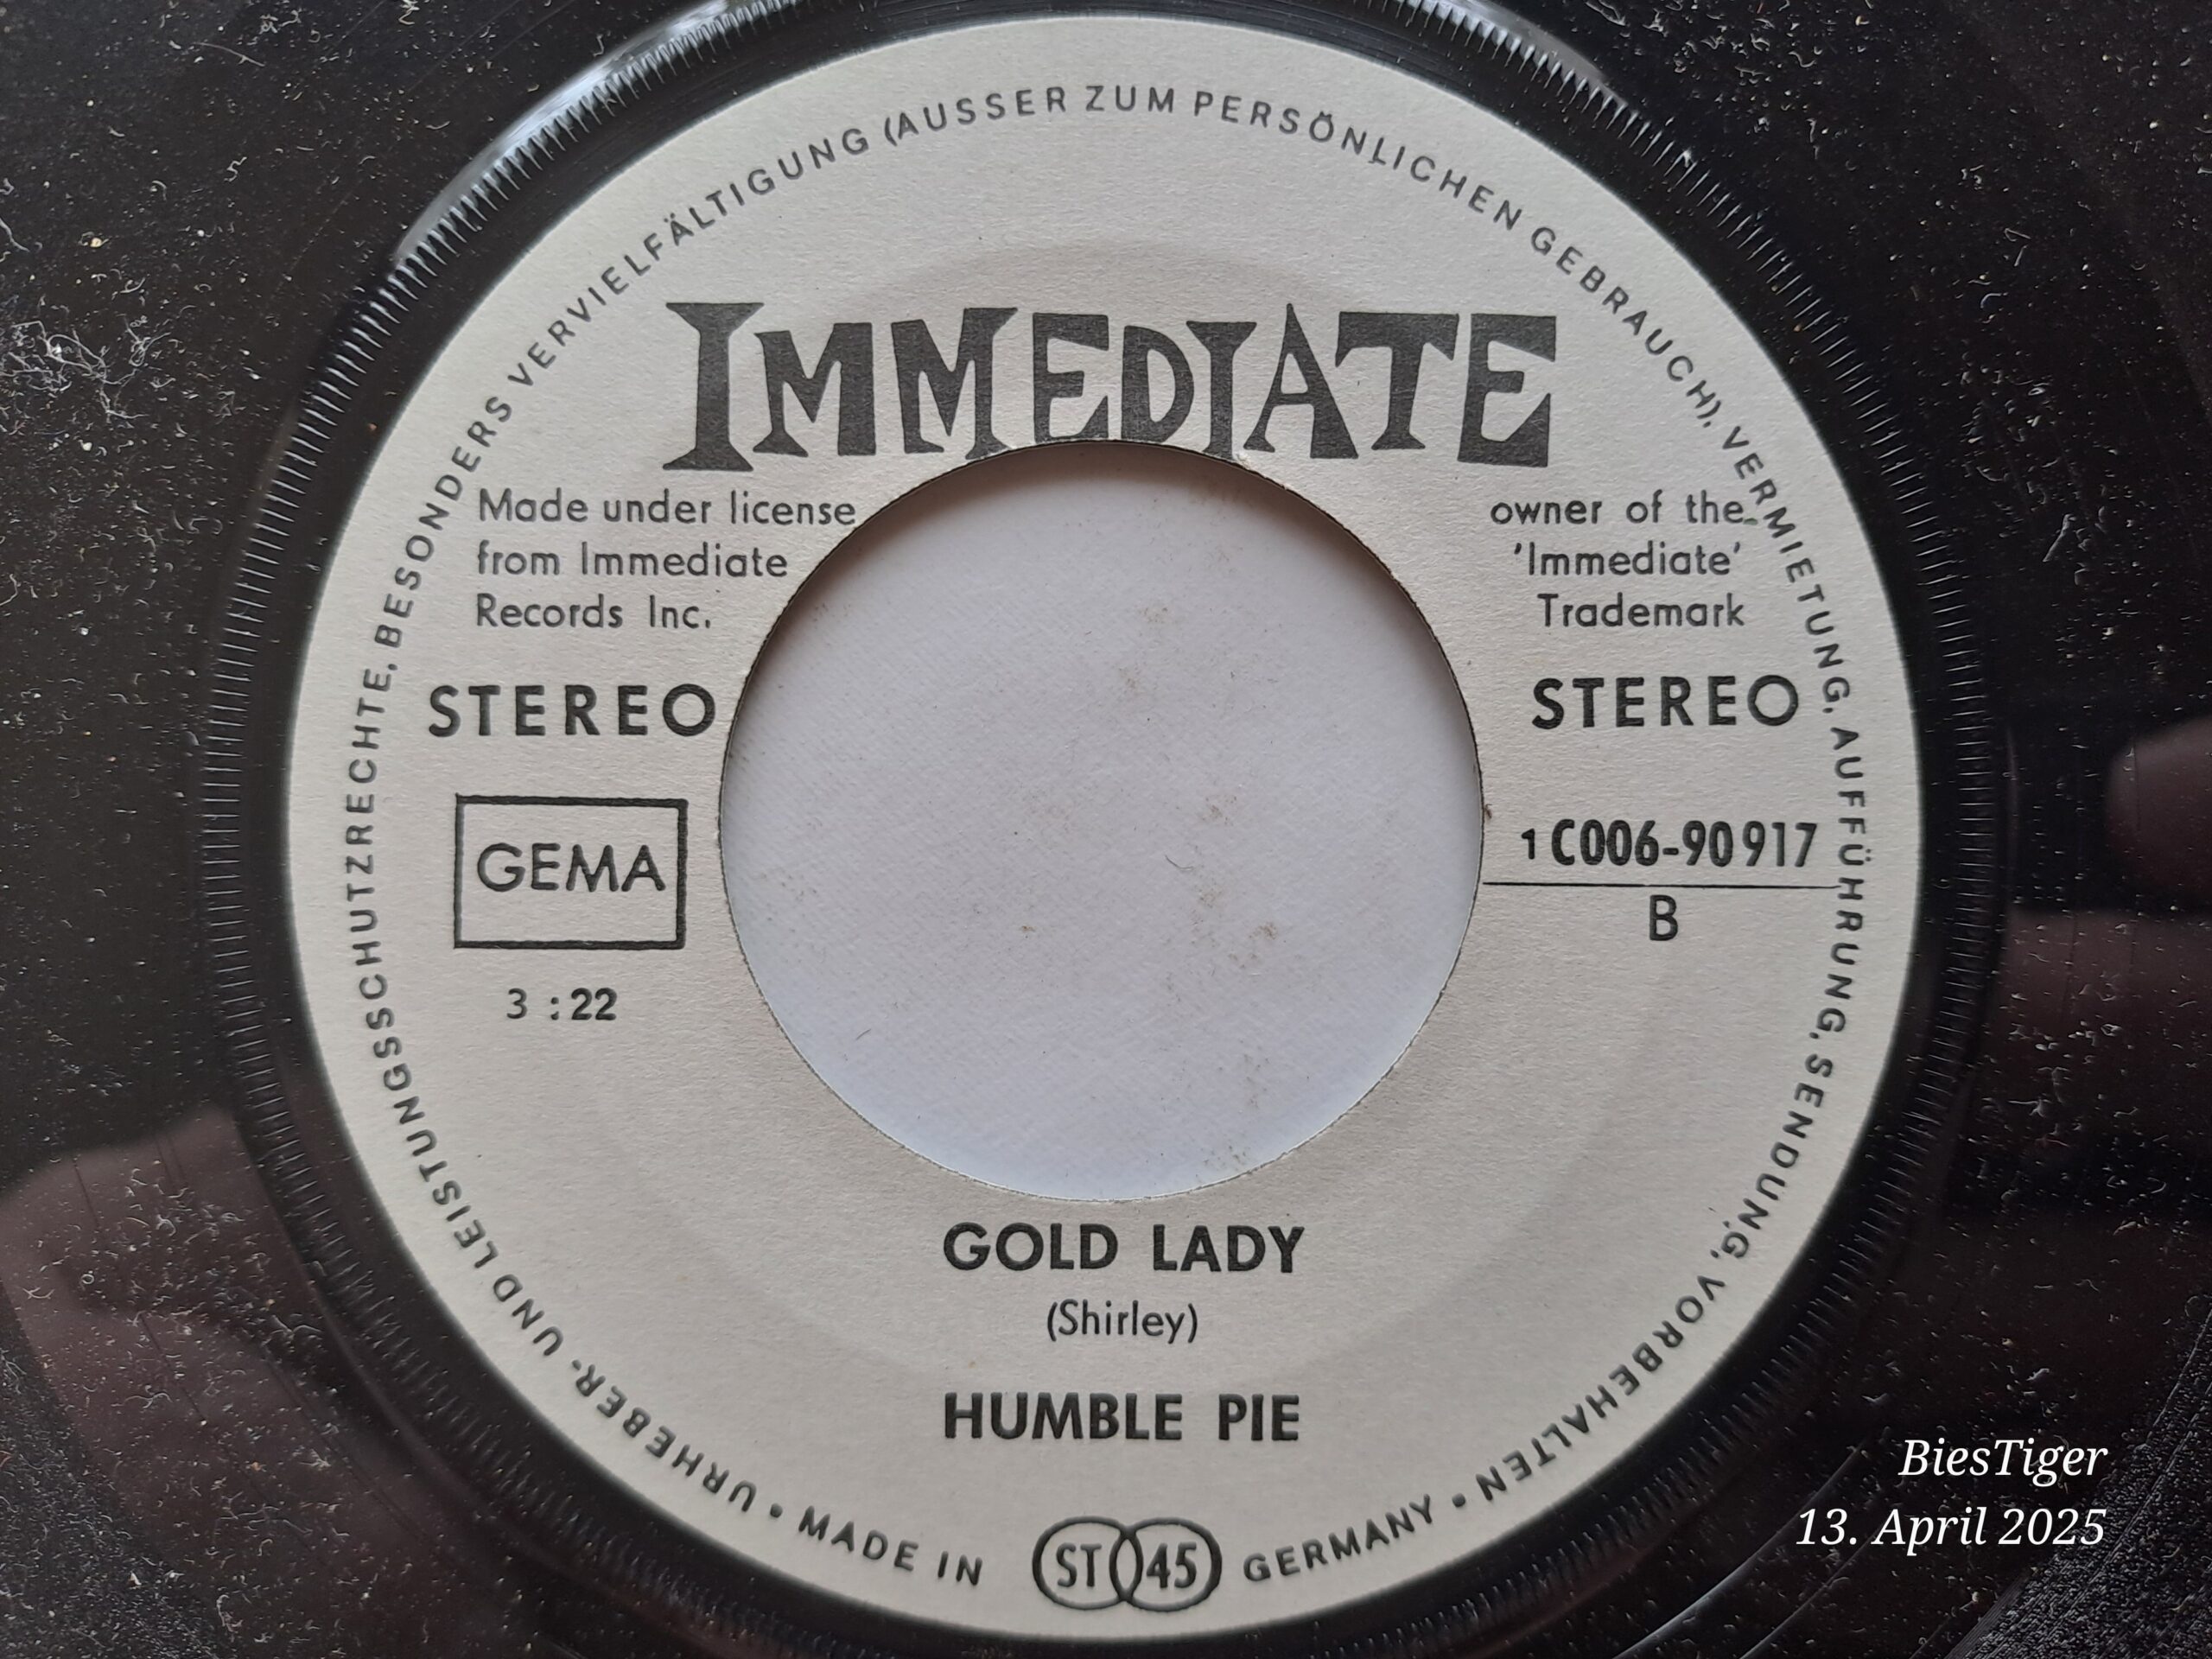 URHEBER- UND LEISTUNGSSCHUTZRECHTE, BESONDERS VERVIELFÄLTIGUNG (AUSSER ZUM PERSÖNLICHEN GEBRAUCH), VERMIETUNG, AUFFÜHRUNG, SENDUNG, VORBEHALTEN •
IMMEDIATE
Made under license
from Immediate
Records Inc.
owner of the
'Immediate'
Trademark
STEREO
STEREO
GEMA
3 :22
1 C006-90 917
B
GOLD LADY
(Shirley)
HUMBLE PIE
• MADE IN ST 45 GERMANY
BiesTiger
13. April 2025